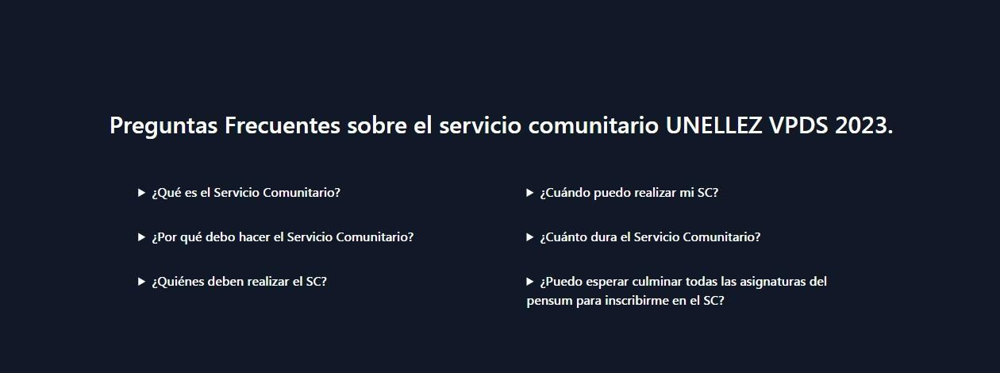 Preguntas Frecuentes sobre el servicio comunitario UNELLEZ VPDS 2023.
¿Qué es el Servicio Comunitario?
¿Por qué debo hacer el Servicio Comunitario?
¿Quiénes deben realizar el SC?
¿Cuándo puedo realizar mi SC?
¿Cuánto dura el Servicio Comunitario?
¿Puedo esperar culminar todas las asignaturas del
pensum para inscribirme en el SC?